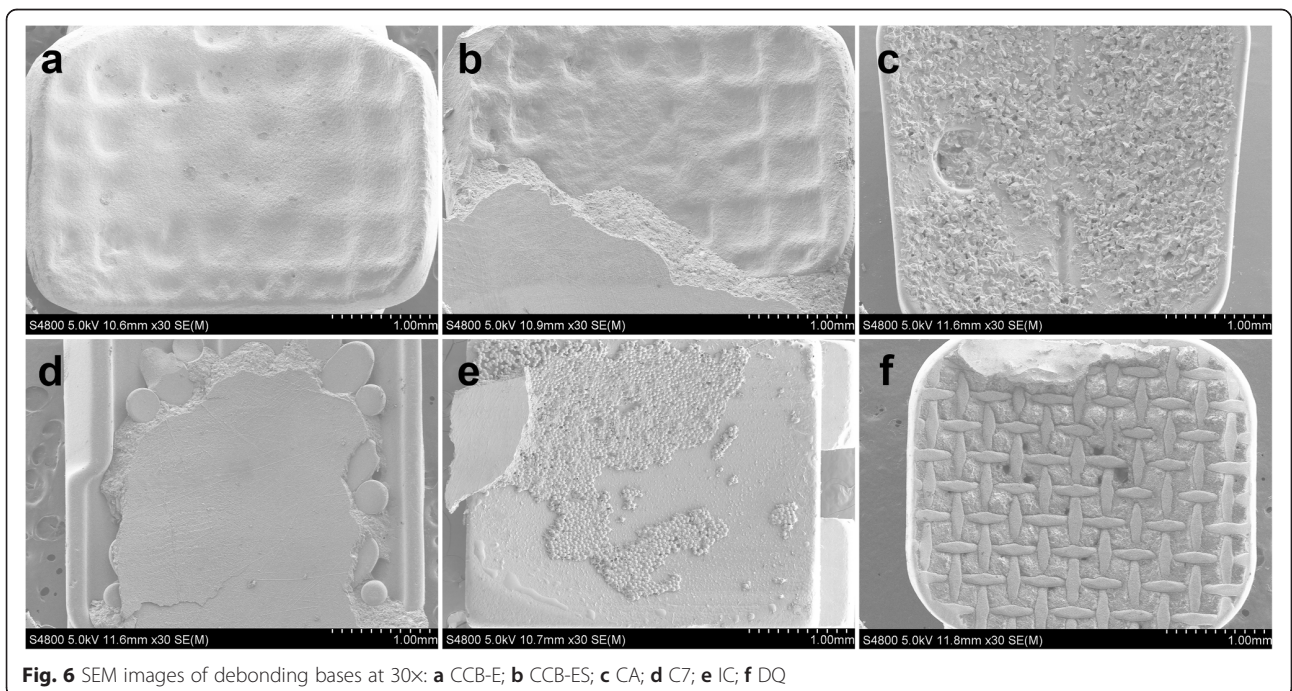 a
b
c
S4800 5.0kV 10.6mm x30 SE(M) 1.00mm
S4800 5.0kV 10.9mm x30 SE(M) 1.00mm
S4800 5.0kV 11.6mm x30 SE(M) 1.00mm
d
e
f
S4800 5.0kV 11.6mm x30 SE(M) 1.00mm
S4800 5.0kV 10.7mm x30 SE(M) 1.00mm
S4800 5.0kV 11.8mm x30 SE(M) 1.00mm
Fig. 6 SEM images of debonding bases at 30×: a CCB-E; b CCB-ES; c CA; d C7; e IC; f DQ